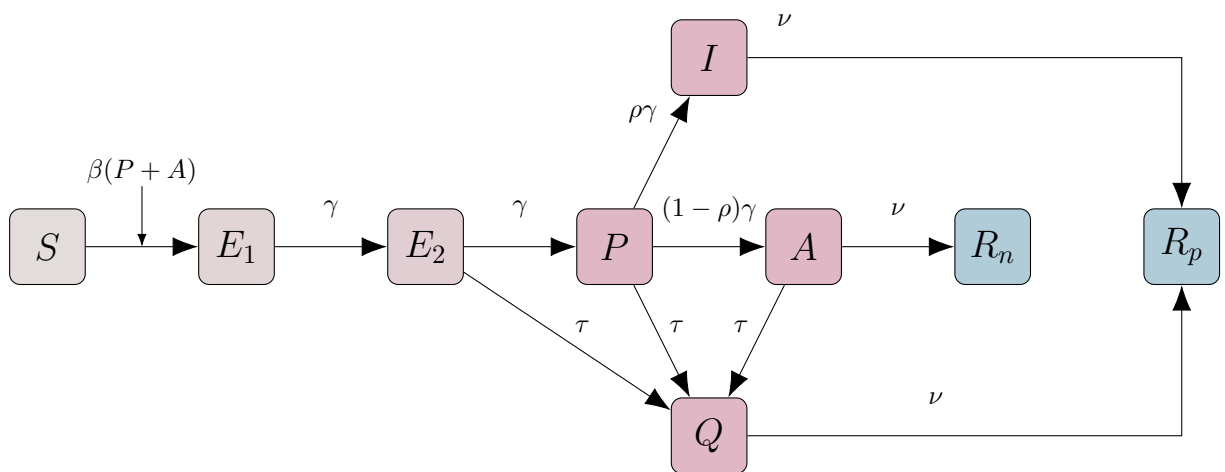 ν
I
ργ
β(P + A)
γ
γ
(1 − ρ)γ
ν
S
E₁
E₂
P
A
Rₙ
Rₚ
τ
τ
τ
ν
Q